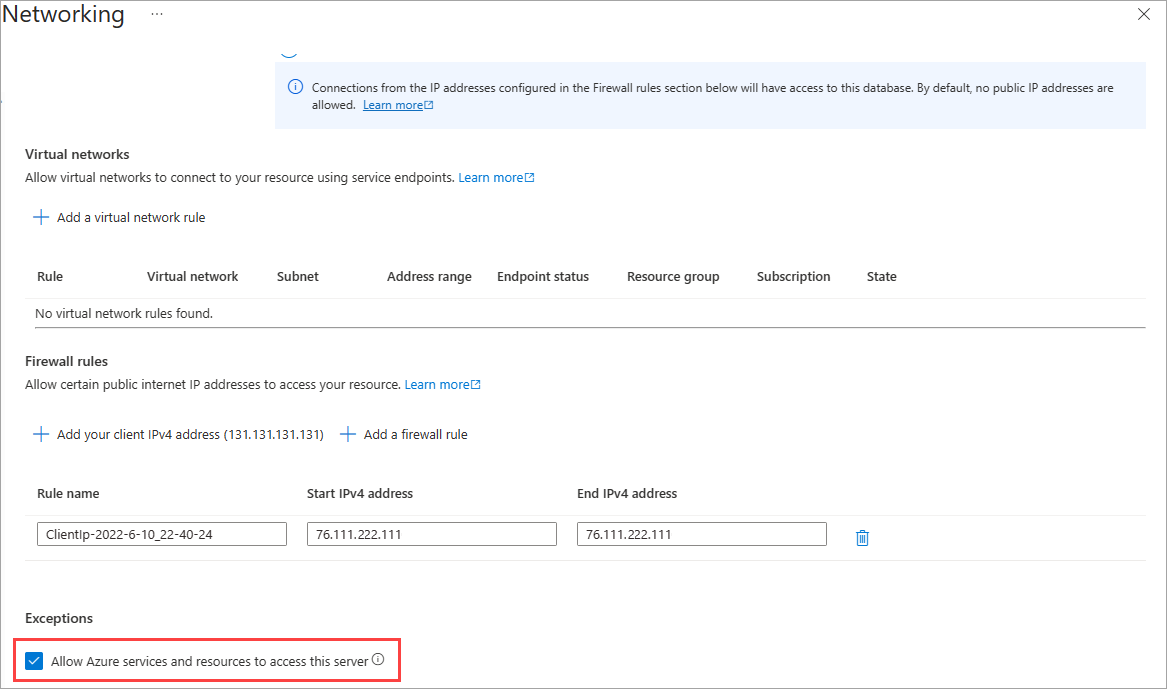 Networking ...
Connections from the IP addresses configured in the Firewall rules section below will have access to this database. By default, no public IP addresses are
allowed. Learn more
Virtual networks
Allow virtual networks to connect to your resource using service endpoints. Learn more
Add a virtual network rule
Rule Virtual network Subnet Address range Endpoint status Resource group Subscription State
No virtual network rules found.
Firewall rules
Allow certain public internet IP addresses to access your resource. Learn more
Add your client IPv4 address (131.131.131.131) Add a firewall rule
Rule name Start IPv4 address End IPv4 address
ClientIp-2022-6-10_22-40-24 76.111.222.111 76.111.222.111
Exceptions
Allow Azure services and resources to access this server